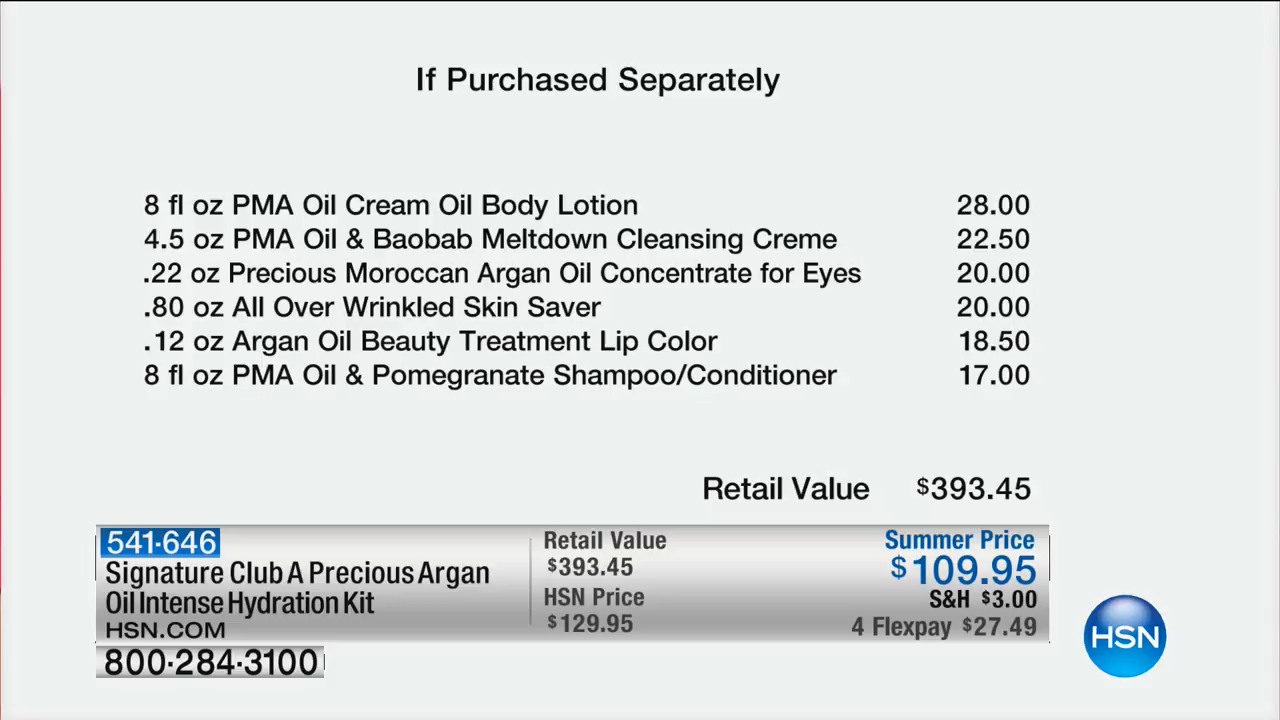 If Purchased Separately
8 fl oz PMA Oil Cream Oil Body Lotion 28.00
4.5 oz PMA Oil & Baobab Meltdown Cleansing Creme 22.50
.22 oz Precious Moroccan Argan Oil Concentrate for Eyes 20.00
.80 oz All Over Wrinkled Skin Saver 20.00
.12 oz Argan Oil Beauty Treatment Lip Color 18.50
8 fl oz PMA Oil & Pomegranate Shampoo/Conditioner 17.00
Retail Value $393.45
541·646
Signature Club A Precious Argan
Oil Intense Hydration Kit
HSN.COM
800·284·3100
Retail Value
$393.45
HSN Price
$129.95
Summer Price
$109.95
S&H $3.00
4 Flexpay $27.49
HSN